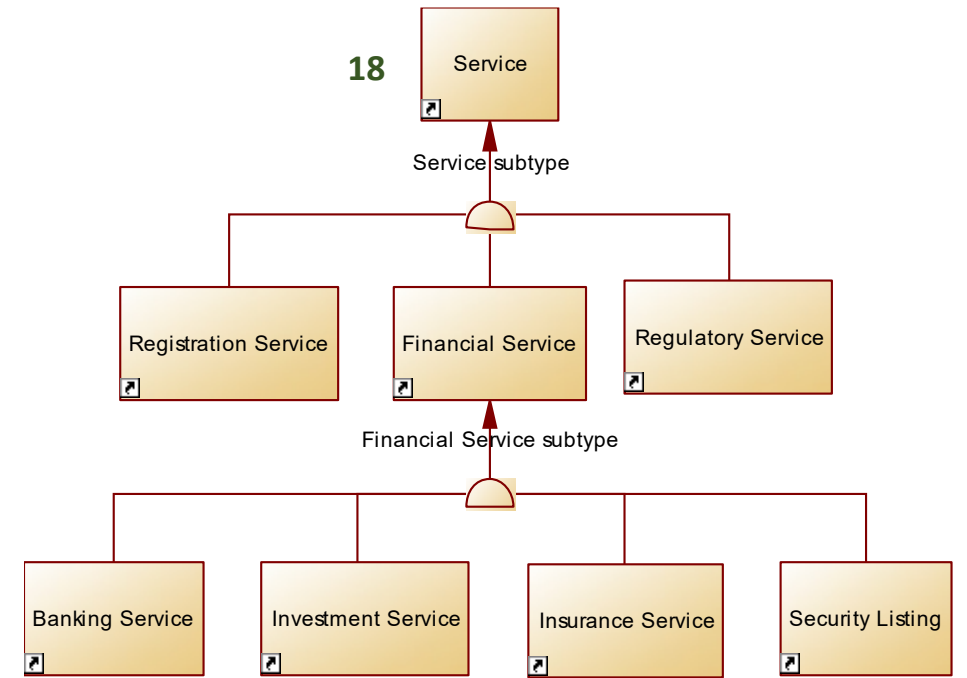 18
Service
Service subtype
Registration Service
Financial Service
Regulatory Service
Financial Service subtype
Banking Service
Investment Service
Insurance Service
Security Listing